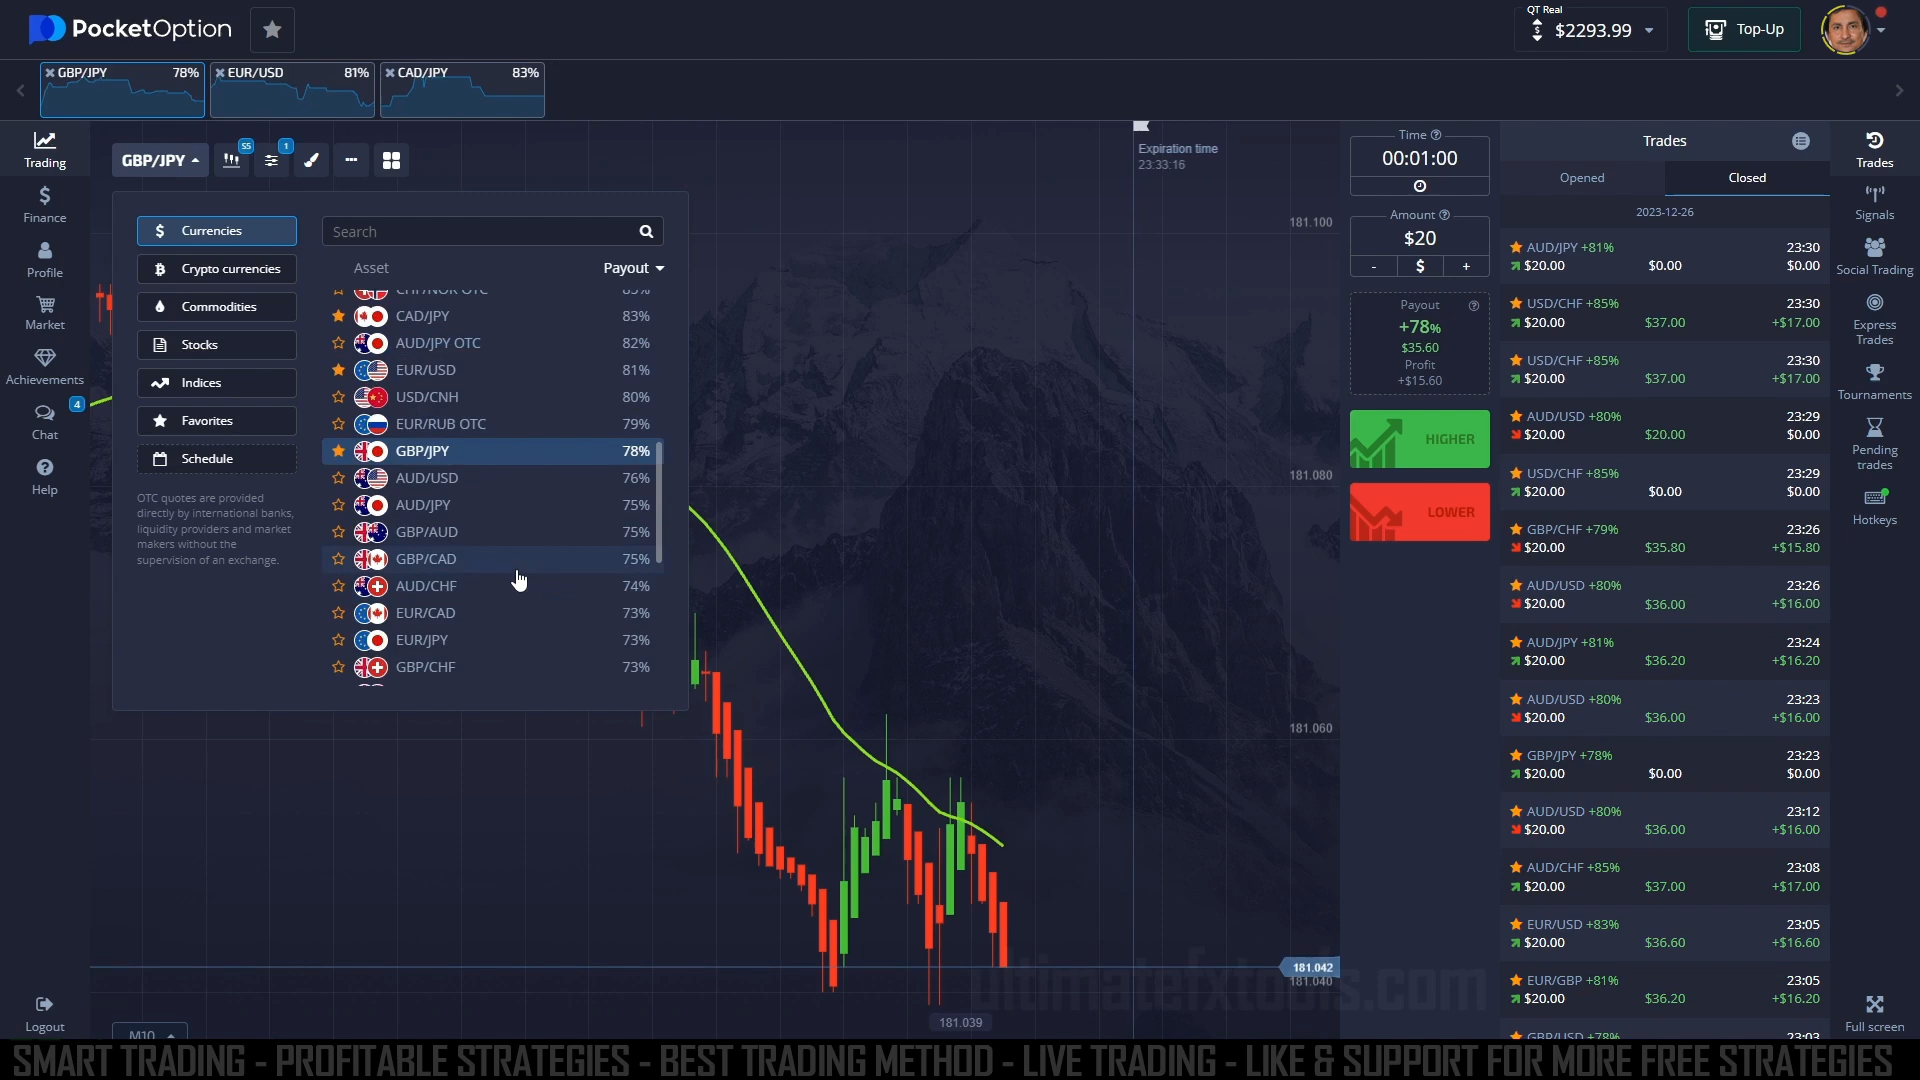 PocketOption
QT Real
$2293.99
Top-Up
GBP/JPY 78%
EUR/USD 81%
CAD/JPY 83%
Trading
Finance
Profile
Market
Achievements
4
Chat
Help
Logout
GBP/JPY
S5
1
Currencies
Crypto currencies
Commodities
Stocks
Indices
Favorites
Schedule
OTC quotes are provided
directly by international banks,
liquidity providers and market
makers without the
supervision of an exchange.
Search
Asset Payout
CHF/NOK OTC 83%
CAD/JPY 83%
AUD/JPY OTC 82%
EUR/USD 81%
USD/CNH 80%
EUR/RUB OTC 79%
GBP/JPY 78%
AUD/USD 76%
AUD/JPY 75%
GBP/AUD 75%
GBP/CAD 75%
AUD/CHF 74%
EUR/CAD 73%
EUR/JPY 73%
GBP/CHF 73%
M10
Expiration time
23:33:16
181.100
181.080
181.060
181.042
181.040
181.039
ultimatefxtools.com
Time
00:01:00
Amount
$20
- $ +
Payout
+78%
$35.60
Profit
+$15.60
HIGHER
LOWER
Trades
Opened Closed
2023-12-26
AUD/JPY +81% 23:30
$20.00 $0.00 $0.00
USD/CHF +85% 23:30
$20.00 $37.00 +$17.00
USD/CHF +85% 23:30
$20.00 $37.00 +$17.00
AUD/USD +80% 23:29
$20.00 $20.00 $0.00
USD/CHF +85% 23:29
$20.00 $0.00 $0.00
GBP/CHF +79% 23:26
$20.00 $35.80 +$15.80
AUD/USD +80% 23:26
$20.00 $36.00 +$16.00
AUD/JPY +81% 23:24
$20.00 $36.20 +$16.20
AUD/USD +80% 23:23
$20.00 $36.00 +$16.00
GBP/JPY +78% 23:23
$20.00 $0.00 $0.00
AUD/USD +80% 23:12
$20.00 $36.00 +$16.00
AUD/CHF +85% 23:08
$20.00 $37.00 +$17.00
EUR/USD +83% 23:05
$20.00 $36.60 +$16.60
EUR/GBP +81% 23:05
$20.00 $36.20 +$16.20
GBP/USD +78% 23:03
Trades
Signals
Social Trading
Express
Trades
Tournaments
Pending
trades
Hotkeys
Full screen
SMART TRADING - PROFITABLE STRATEGIES - BEST TRADING METHOD - LIVE TRADING - LIKE & SUPPORT FOR MORE FREE STRATEGIES